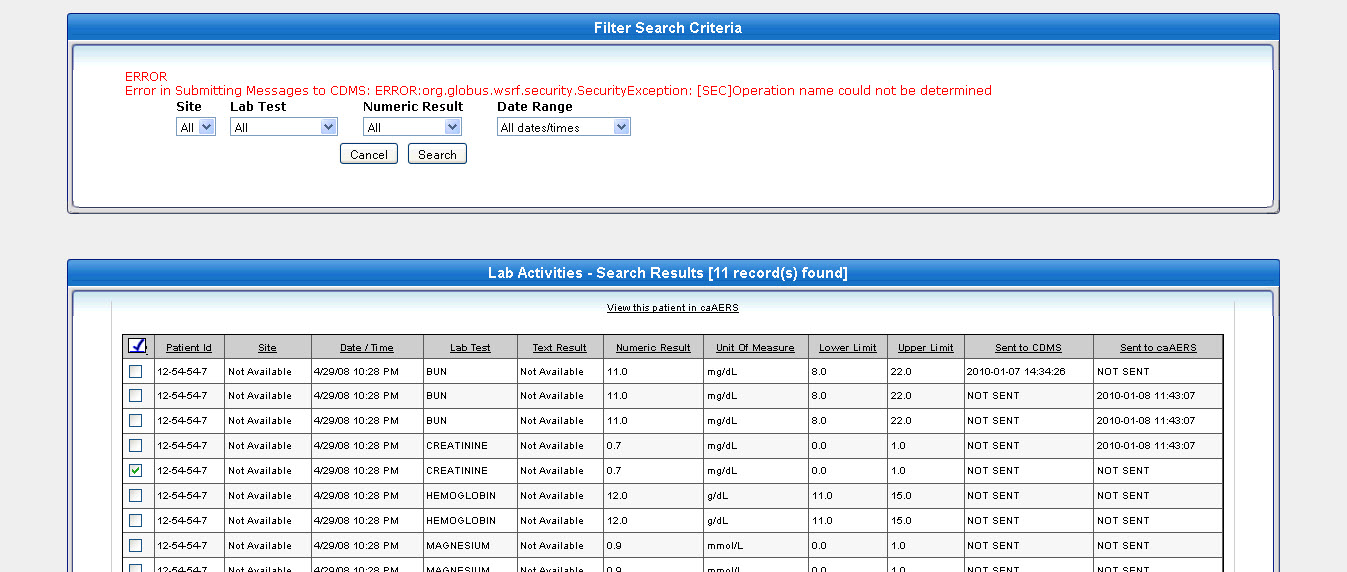 Filter Search Criteria
ERROR
Error in Submitting Messages to CDMS: ERROR:org.globus.wsrf.security.SecurityException: [SEC]Operation name could not be determined
Site Lab Test Numeric Result Date Range
All All All All dates/times
Cancel Search
Lab Activities - Search Results [11 record(s) found]
View this patient in caAERS
Patient Id Site Date / Time Lab Test Text Result Numeric Result Unit Of Measure Lower Limit Upper Limit Sent to CDMS Sent to caAERS
12-54-54-7 Not Available 4/29/08 10:28 PM BUN Not Available 11.0 mg/dL 8.0 22.0 2010-01-07 14:34:26 NOT SENT
12-54-54-7 Not Available 4/29/08 10:28 PM BUN Not Available 11.0 mg/dL 8.0 22.0 NOT SENT 2010-01-08 11:43:07
12-54-54-7 Not Available 4/29/08 10:28 PM BUN Not Available 11.0 mg/dL 8.0 22.0 NOT SENT 2010-01-08 11:43:07
12-54-54-7 Not Available 4/29/08 10:28 PM CREATININE Not Available 0.7 mg/dL 0.0 1.0 NOT SENT 2010-01-08 11:43:07
12-54-54-7 Not Available 4/29/08 10:28 PM CREATININE Not Available 0.7 mg/dL 0.0 1.0 NOT SENT NOT SENT
12-54-54-7 Not Available 4/29/08 10:28 PM HEMOGLOBIN Not Available 12.0 g/dL 11.0 15.0 NOT SENT NOT SENT
12-54-54-7 Not Available 4/29/08 10:28 PM HEMOGLOBIN Not Available 12.0 g/dL 11.0 15.0 NOT SENT NOT SENT
12-54-54-7 Not Available 4/29/08 10:28 PM MAGNESIUM Not Available 0.9 mmol/L 0.0 1.0 NOT SENT NOT SENT
12-54-54-7 Not Available 4/29/08 10:28 PM MAGNESIUM Not Available 0.9 mmol/L 0.0 1.0 NOT SENT NOT SENT